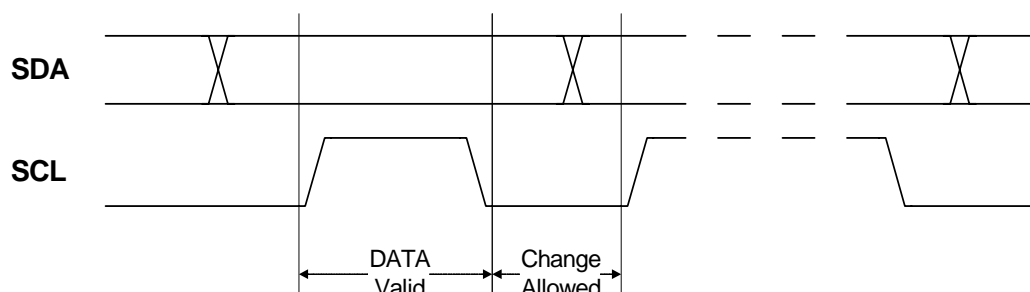 SDA
SCL
DATA
Valid
Change
Allowed